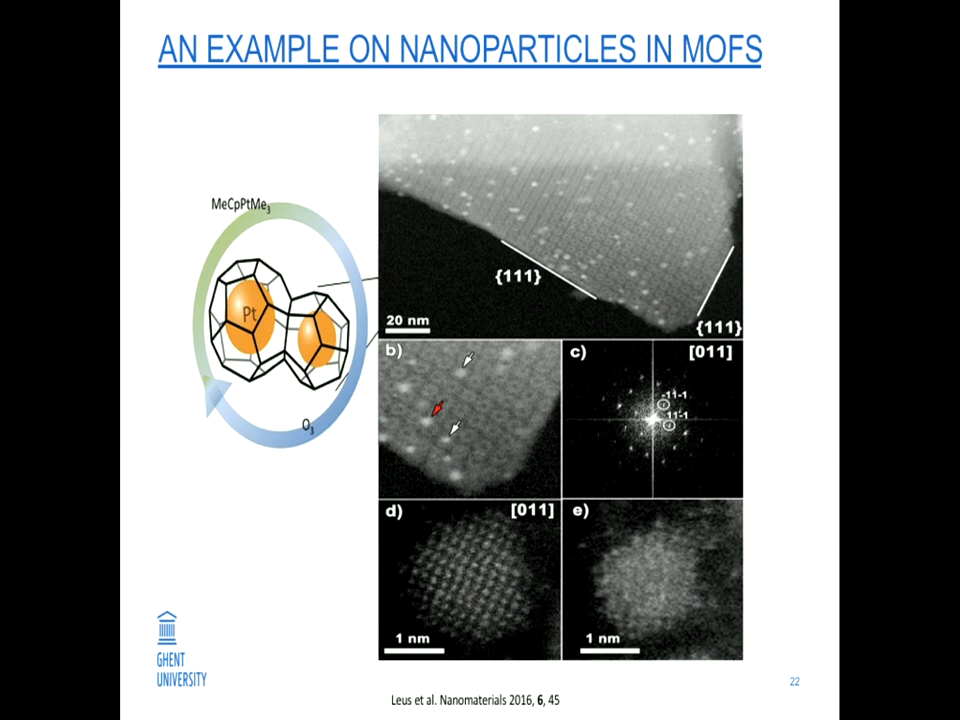 AN EXAMPLE ON NANOPARTICLES IN MOFS
MeCpPtMe3
Pt
O3
{111}
{111}
20 nm
b)
c)
[011]
-11-1
11-1
d)
[011]
1 nm
e)
1 nm
GHENT
UNIVERSITY
Leus et al. Nanomaterials 2016, 6, 45
22